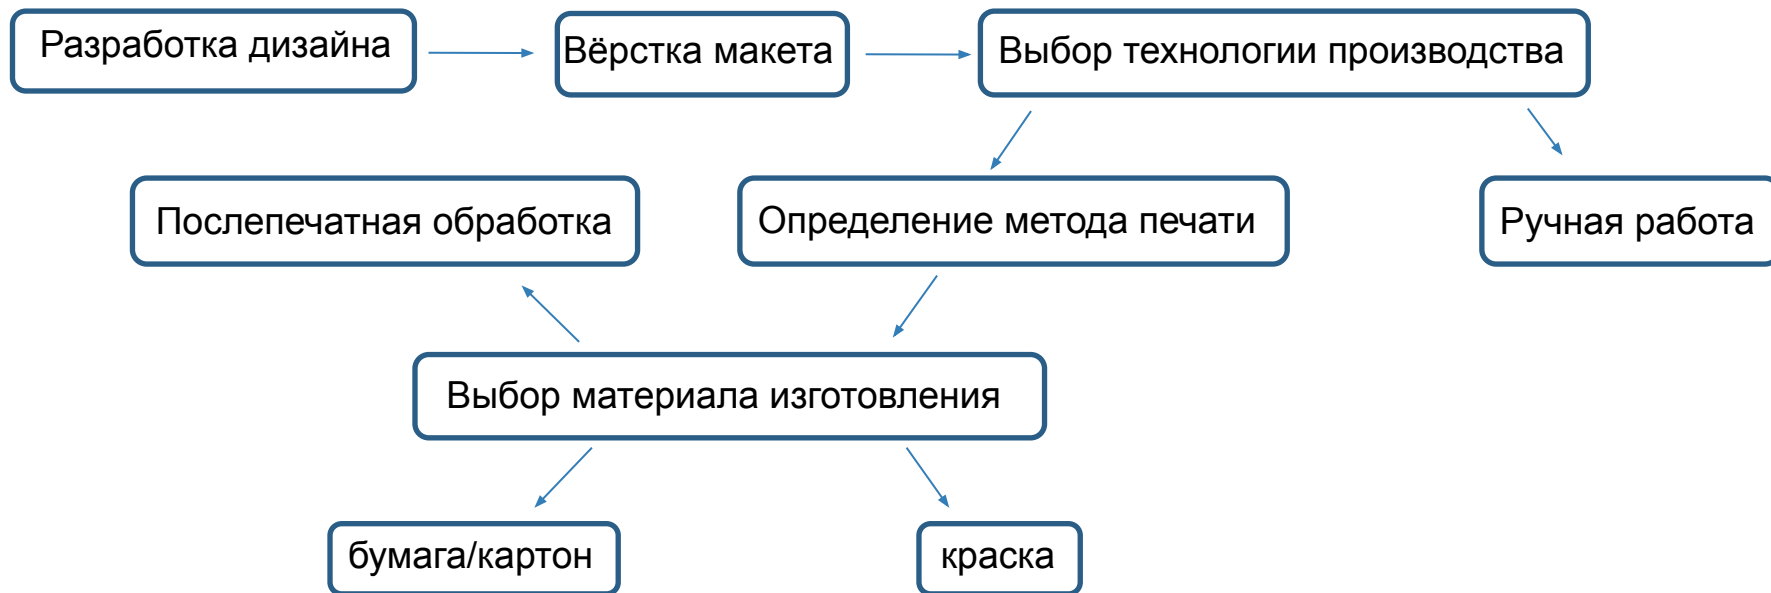 Разработка дизайна
Вёрстка макета
Выбор технологии производства
Послепечатная обработка
Определение метода печати
Ручная работа
Выбор материала изготовления
бумага/картон
краска